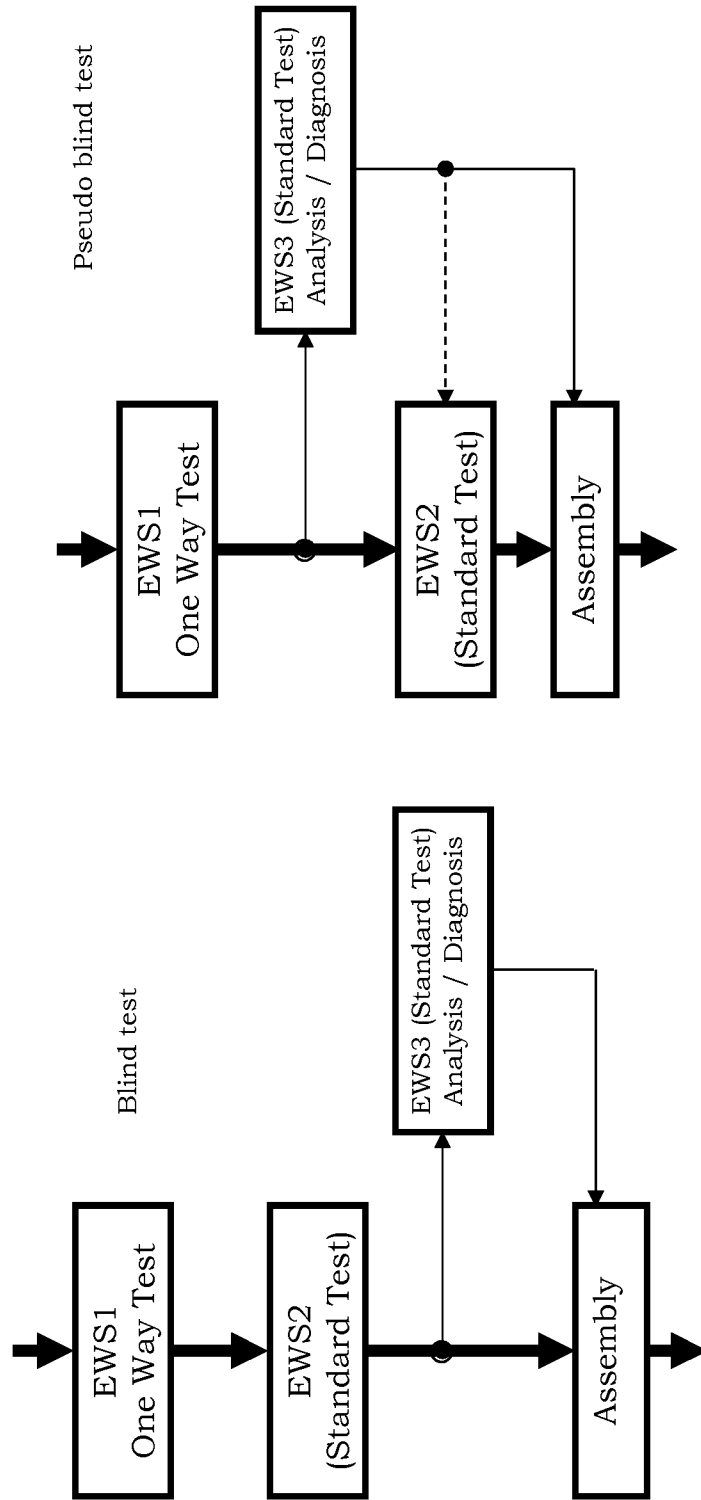 Blind test
EWS1
One Way Test
EWS2
(Standard Test)
EWS3 (Standard Test)
Analysis / Diagnosis
Assembly
Pseudo blind test
EWS1
One Way Test
EWS3 (Standard Test)
Analysis / Diagnosis
EWS2
(Standard Test)
Assembly